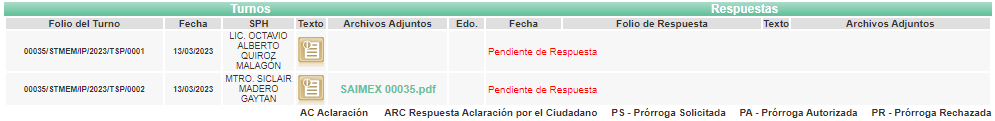 Turnos Respuestas
Folio del Turno Fecha SPH Texto Archivos Adjuntos Edo. Fecha Folio de Respuesta Texto Archivos Adjuntos
00035/STMEM/IP/2023/TSP/0001 13/03/2023 LIC. OCTAVIO ALBERTO QUIROZ MALAGÓN Pendiente de Respuesta
00035/STMEM/IP/2023/TSP/0002 13/03/2023 MTRO. SICLAIR MADERO GAYTAN SAIMEX 00035.pdf Pendiente de Respuesta
AC Aclaración ARC Respuesta Aclaración por el Ciudadano PS - Prórroga Solicitada PA - Prórroga Autorizada PR - Prórroga Rechazada